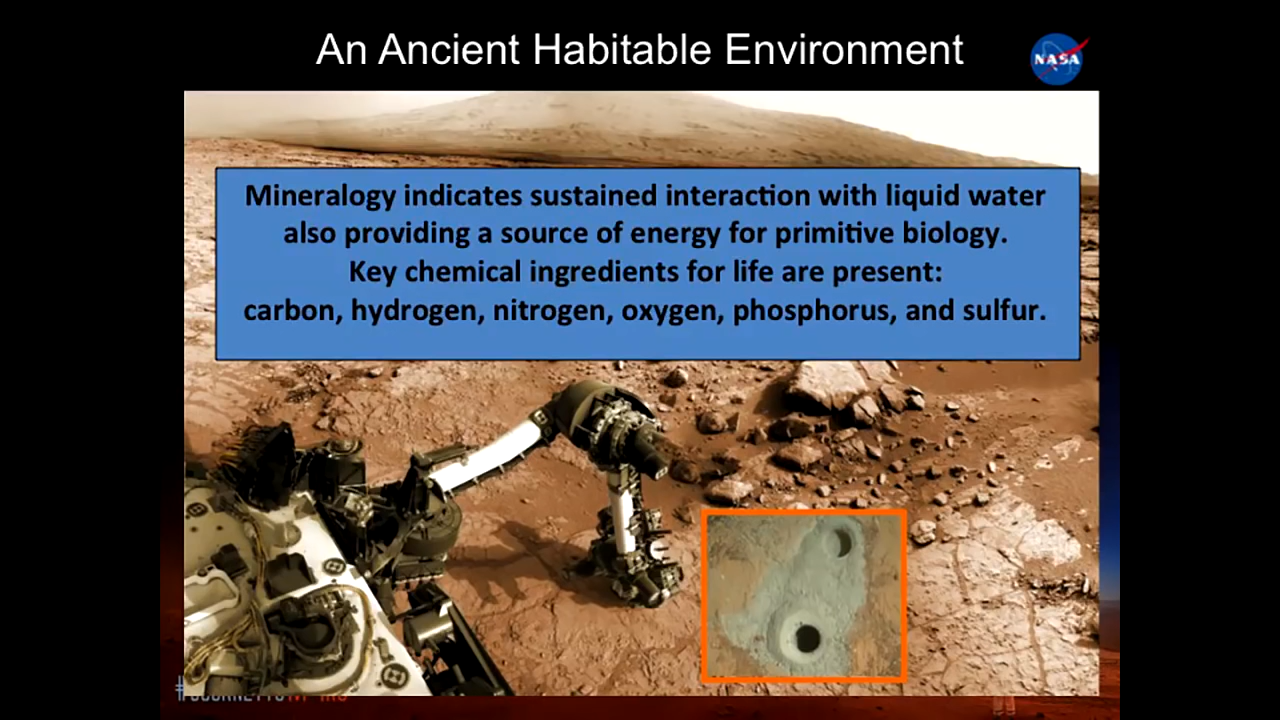 An Ancient Habitable Environment
NASA
Mineralogy indicates sustained interaction with liquid water
also providing a source of energy for primitive biology.
Key chemical ingredients for life are present:
carbon, hydrogen, nitrogen, oxygen, phosphorus, and sulfur.